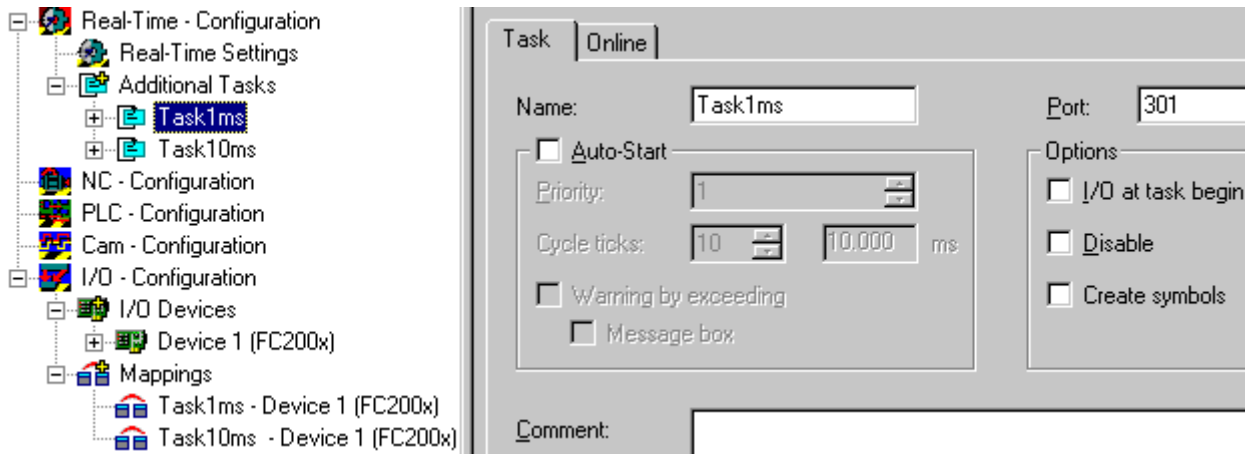 Real-Time - Configuration
Real-Time Settings
Additional Tasks
Task1ms
Task10ms
NC - Configuration
PLC - Configuration
Cam - Configuration
I/O - Configuration
I/O Devices
Device 1 (FC200x)
Mappings
Task1ms - Device 1 (FC200x)
Task10ms - Device 1 (FC200x)
Task Online
Name: Task1ms Port: 301
Auto-Start
Priority: 1
Cycle ticks: 10 10.000 ms
Warning by exceeding
Message box
Options
I/O at task begin
Disable
Create symbols
Comment: